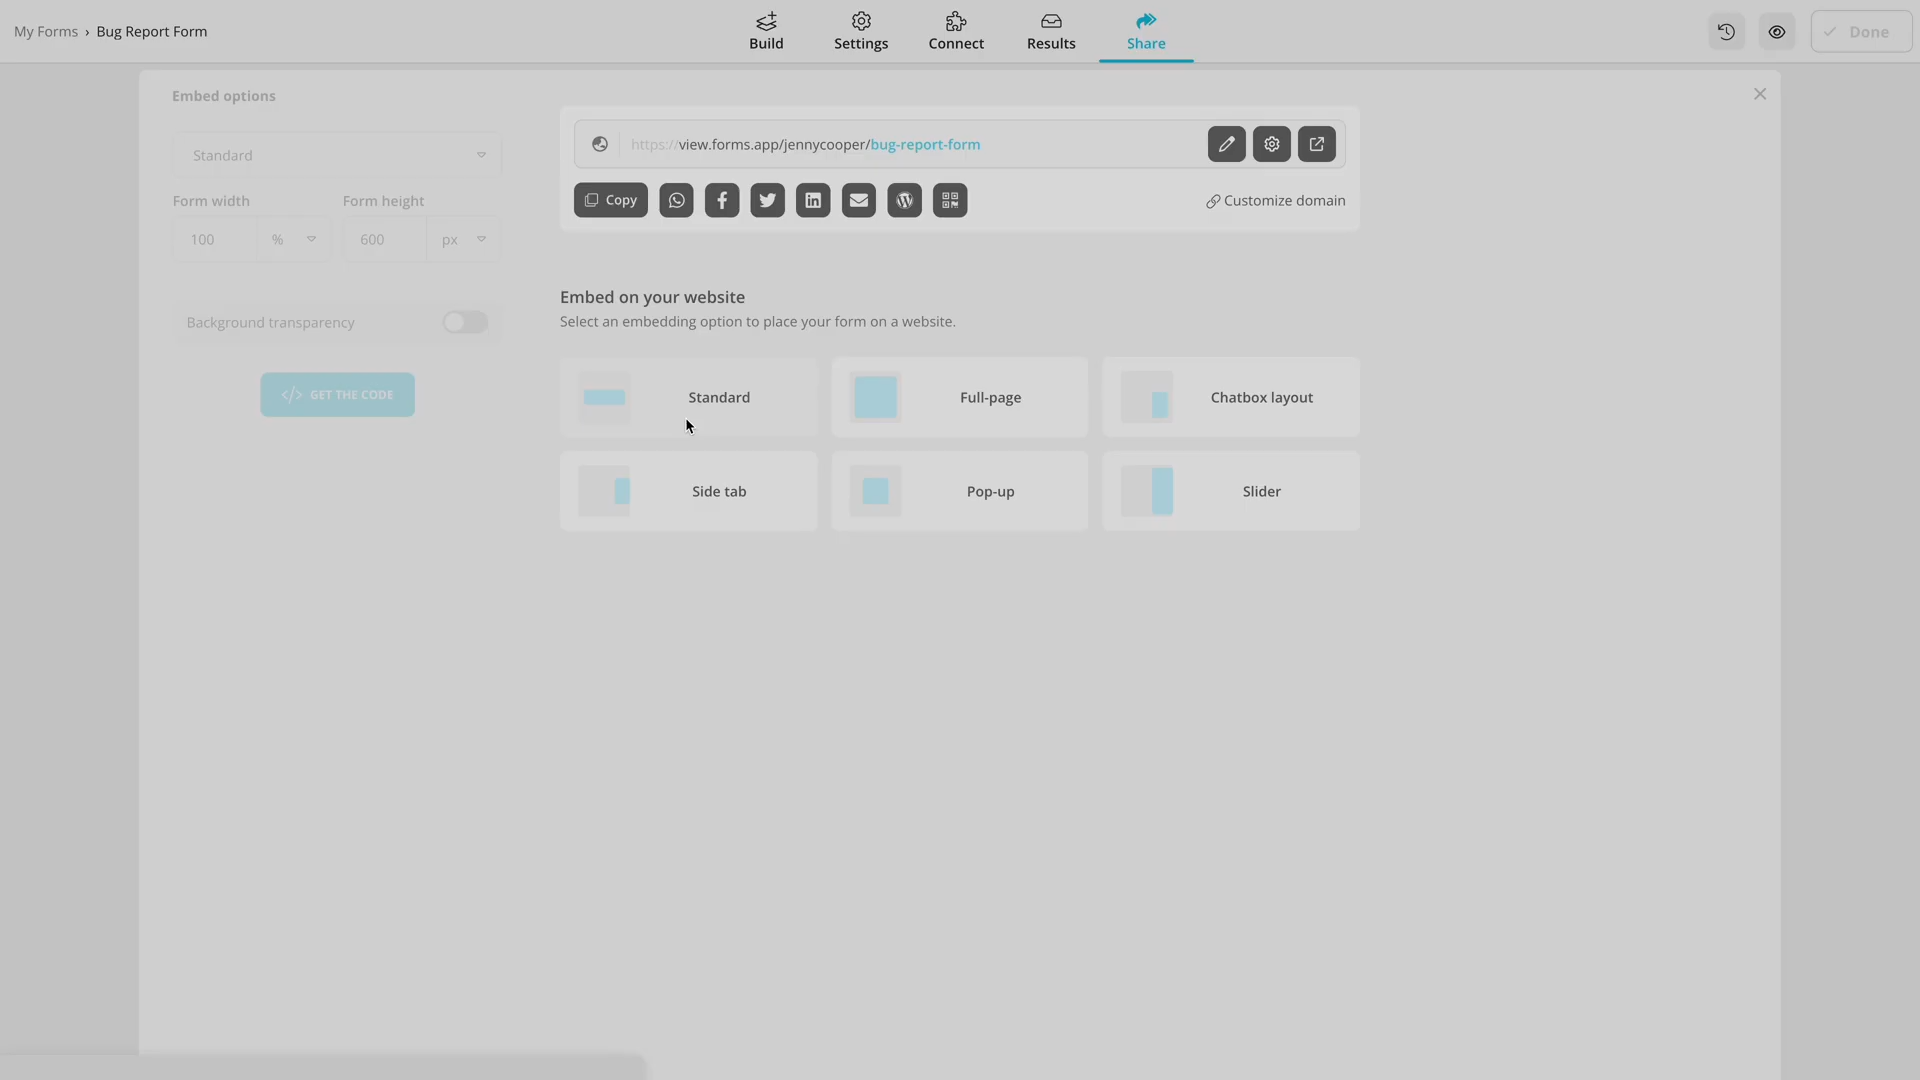 My Forms › Bug Report Form
Build
Settings
Connect
Results
Share
Done
Embed options
Standard
Form width
Form height
100
%
600
px
Background transparency
</> GET THE CODE
https://view.forms.app/jennycooper/bug-report-form
Copy
Customize domain
Embed on your website
Select an embedding option to place your form on a website.
Standard
Full-page
Chatbox layout
Side tab
Pop-up
Slider